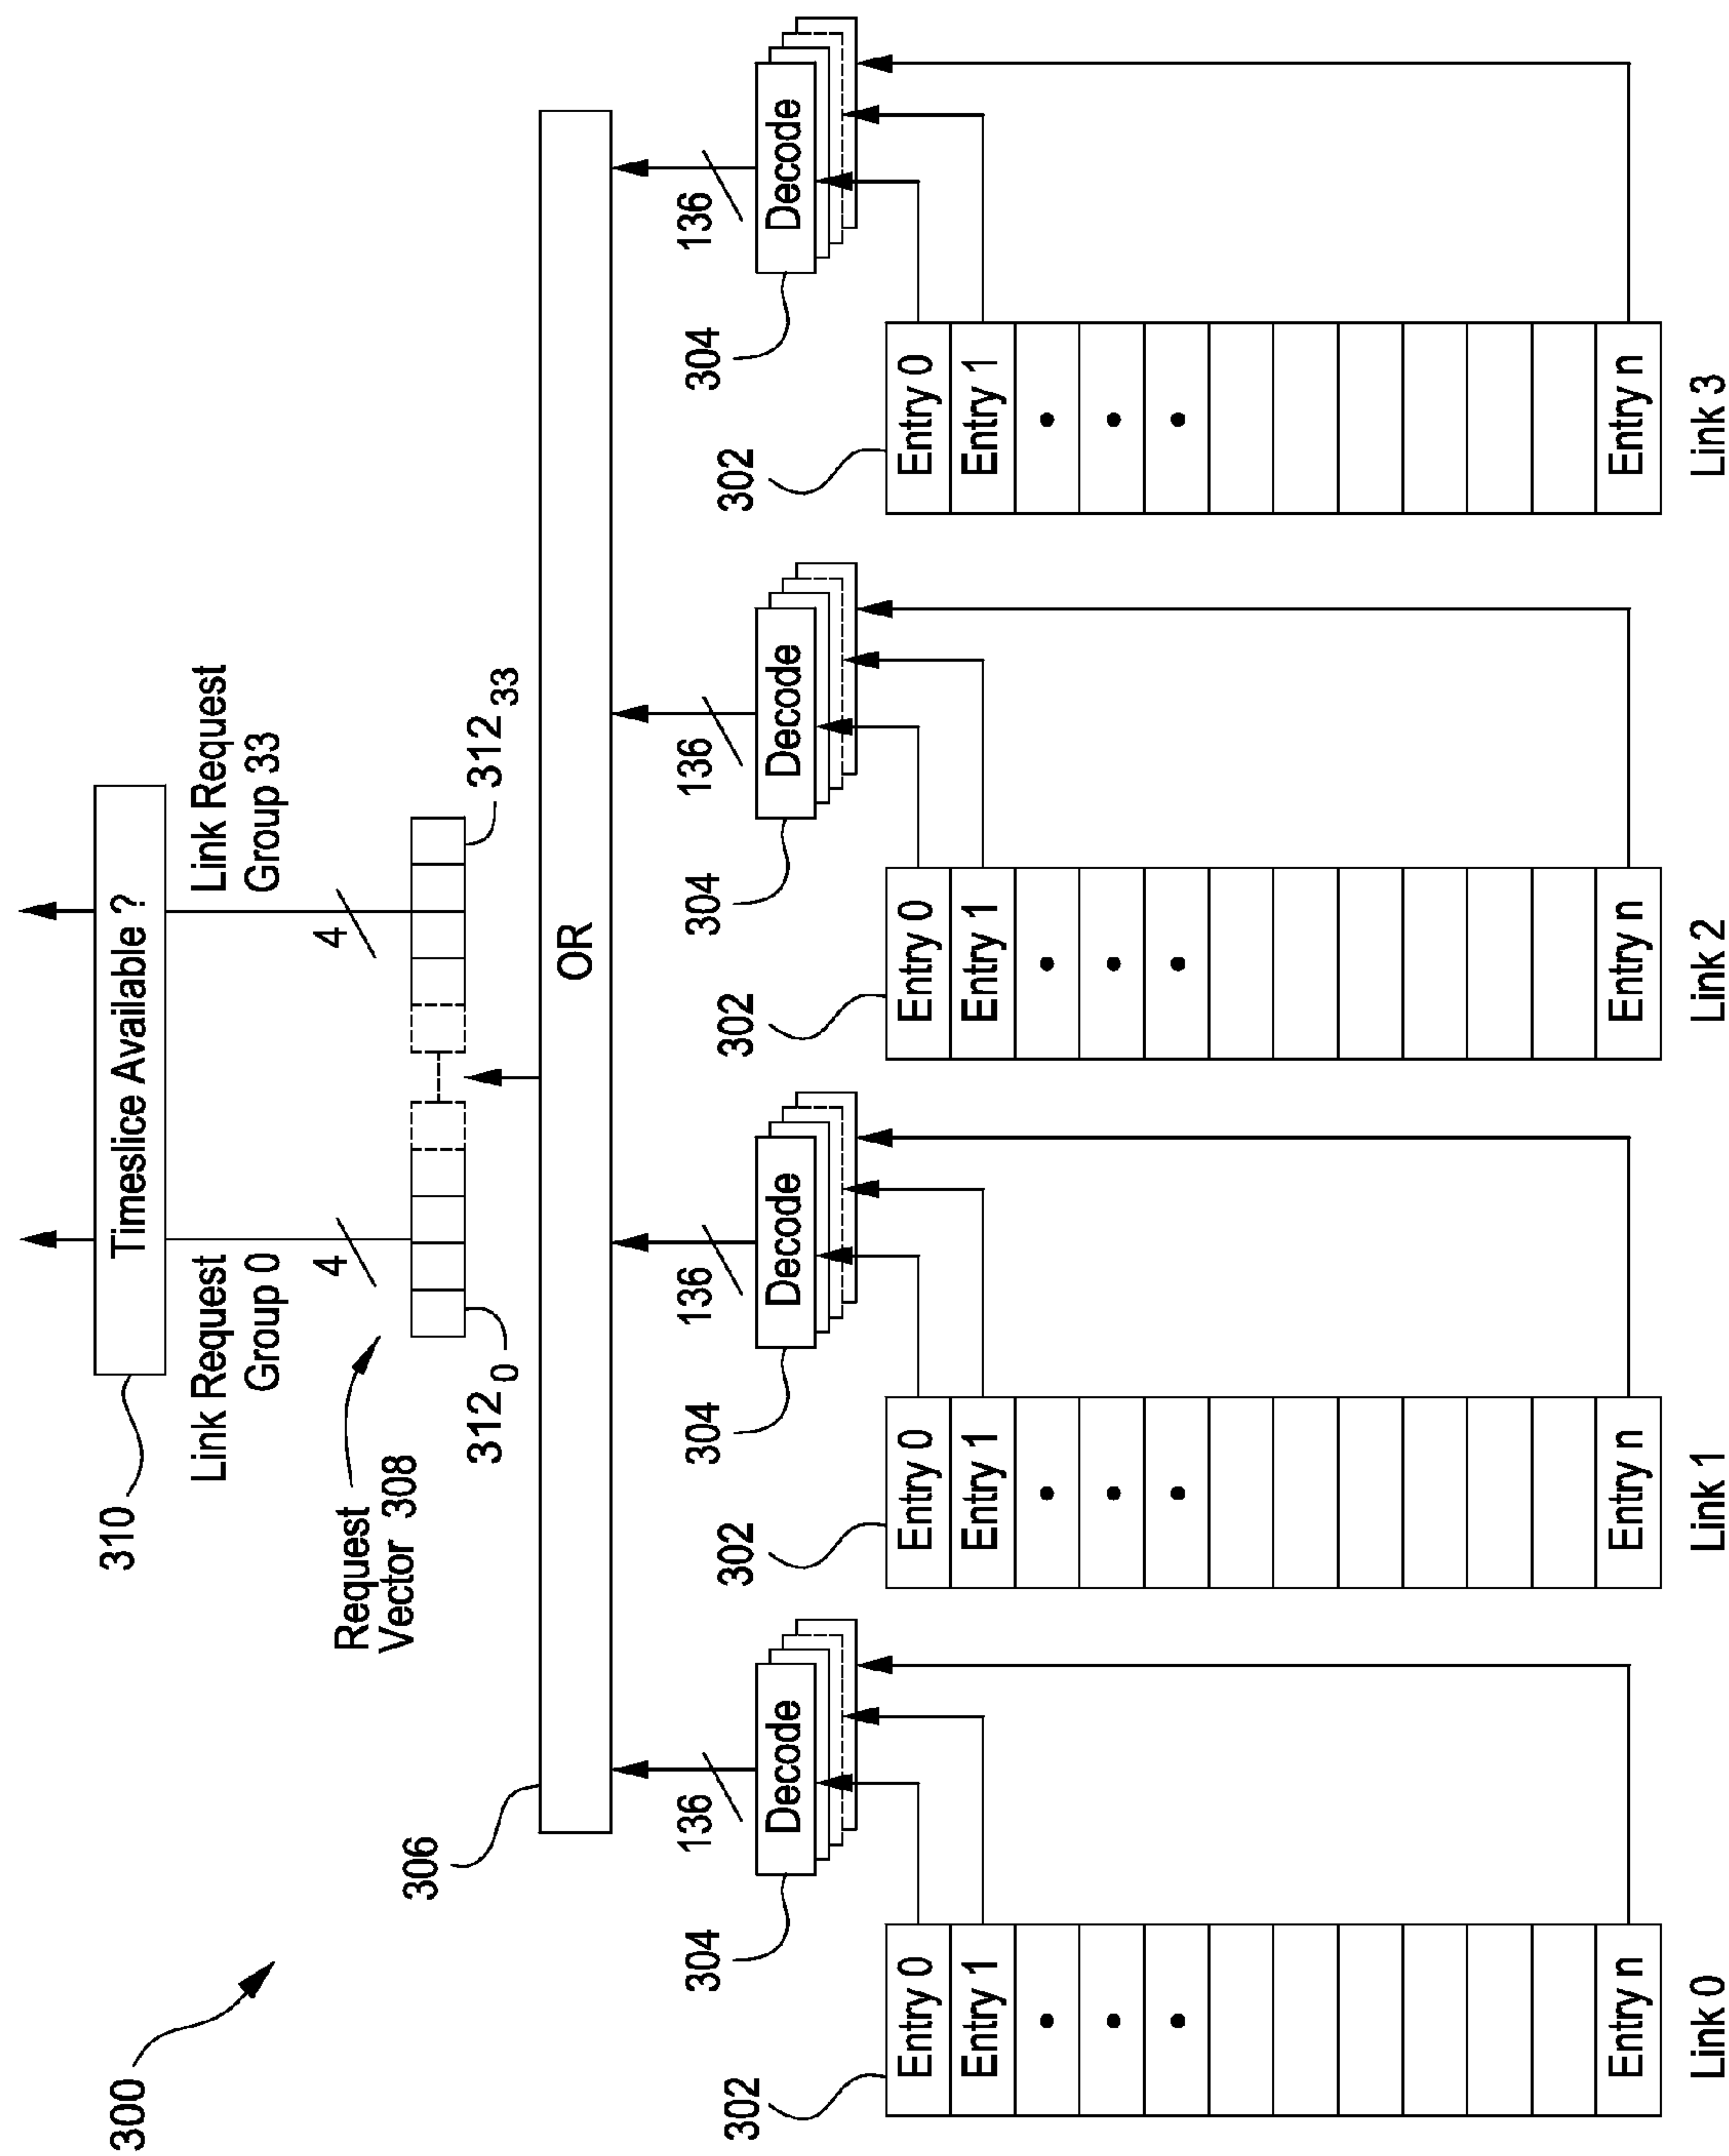 300
310
Timeslice Available ?
Link Request
Group 0
Link Request
Group 33
4
4
Request
Vector 308
312 0
312 33
306
OR
136
136
136
136
304
Decode
304
Decode
304
Decode
304
Decode
302
302
302
302
Entry 0
Entry 0
Entry 0
Entry 0
Entry 1
Entry 1
Entry 1
Entry 1
Entry n
Entry n
Entry n
Entry n
Link 0
Link 1
Link 2
Link 3